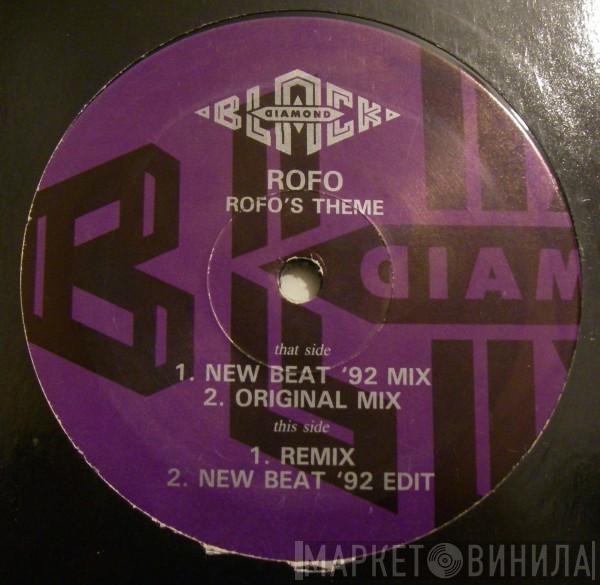 BLACK
DIAMOND
ROFO
ROFO'S THEME
DIAM
that side
1. NEW BEAT '92 MIX
2. ORIGINAL MIX
this side
1. REMIX
2. NEW BEAT '92 EDIT
МАРКЕТ ВИНИЛА